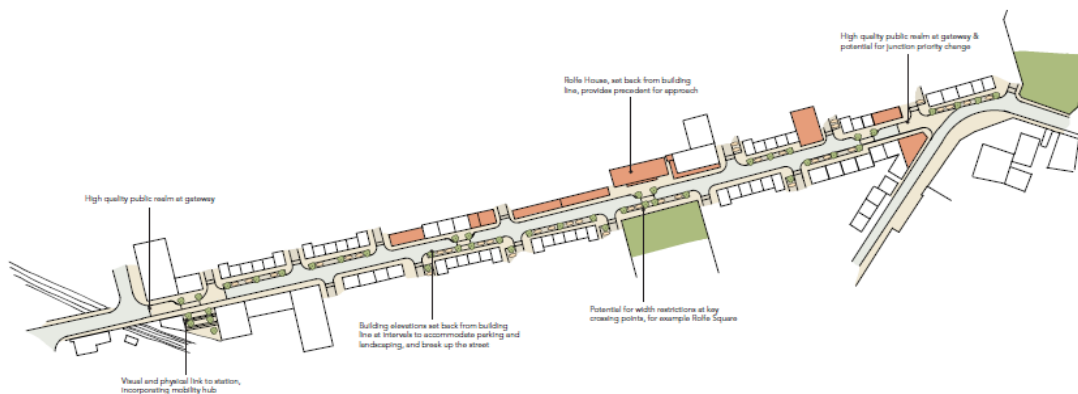 High quality public realm at gateway &
potential for junction priority change
Rolfe House, set back from building
line, provides precedent for approach
High quality public realm at gateway
Potential for width restrictions at key
crossing points, for example Rolfe Square
Building elevations set back from building
line at intervals to accommodate parking and
landscaping, and break up the street
Visual and physical link to station,
incorporating mobility hub